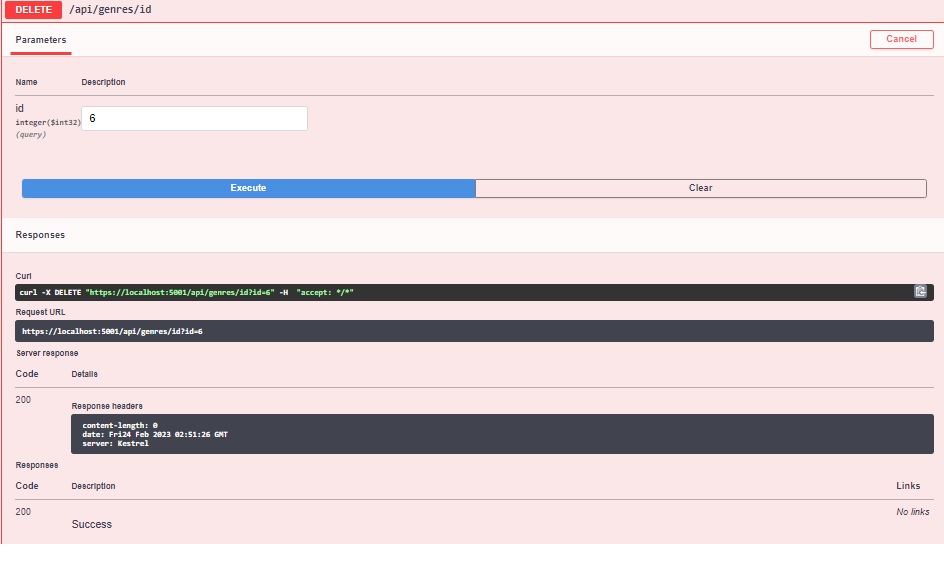 DELETE /api/genres/id
Parameters Cancel
Name Description
id
integer($int32) 6
(query)
Execute Clear
Responses
Curl
curl -X DELETE "https://localhost:5001/api/genres/id?id=6" -H "accept: */*"
Request URL
https://localhost:5001/api/genres/id?id=6
Server response
Code Details
200
Response headers
content-length: 0
date: Fri24 Feb 2023 02:51:26 GMT
server: Kestrel
Responses
Code Description Links
200 No links
Success